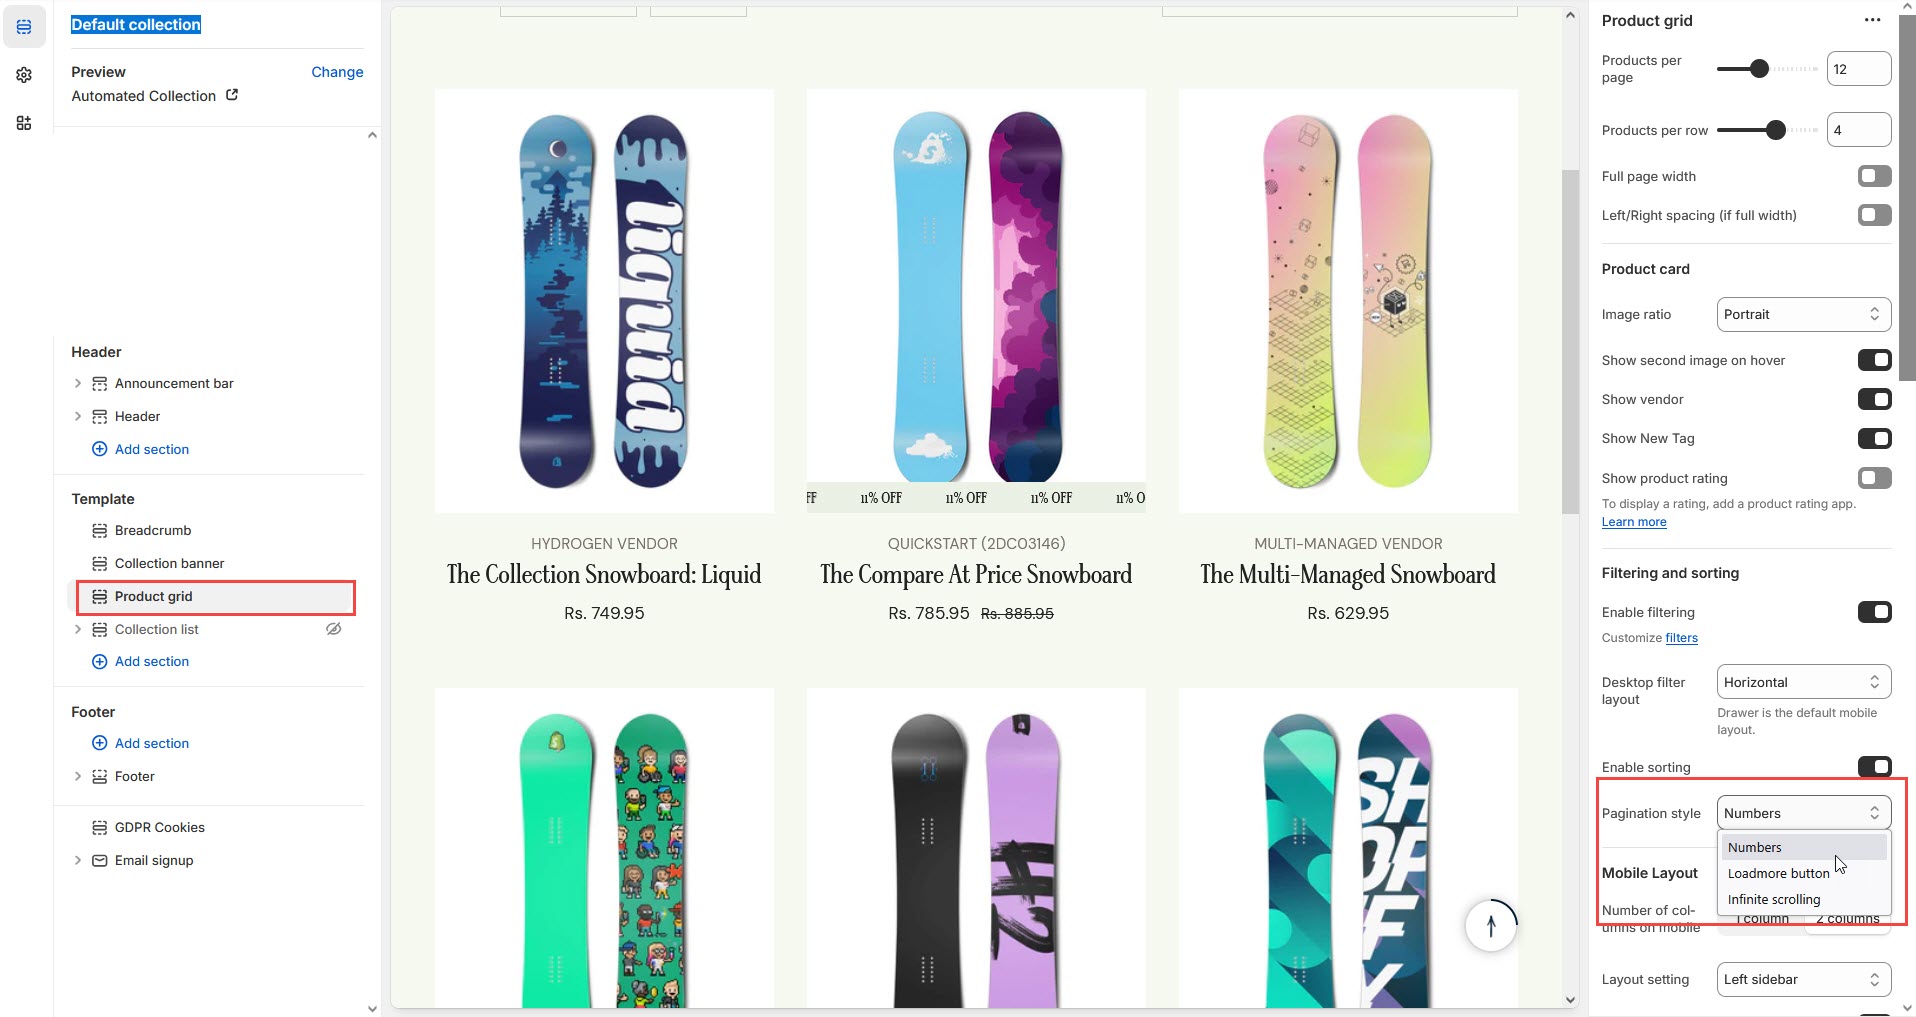 Default collection
Preview
Change
Automated Collection
Header
Announcement bar
Header
Add section
Template
Breadcrumb
Collection banner
Product grid
Collection list
Add section
Footer
Add section
Footer
GDPR Cookies
Email signup
liquid
S
FF 11% OFF 11% OFF 11% OFF 11% O
HYDROGEN VENDOR
The Collection Snowboard: Liquid
Rs. 749.95
QUICKSTART (2DC03146)
The Compare At Price Snowboard
Rs. 785.95 Rs. 885.95
MULTI-MANAGED VENDOR
The Multi-Managed Snowboard
Rs. 629.95
SH
OP
IF
Y
Product grid
Products per
page
12
Products per row
4
Full page width
Left/Right spacing (if full width)
Product card
Image ratio
Portrait
Show second image on hover
Show vendor
Show New Tag
Show product rating
To display a rating, add a product rating app.
Learn more
Filtering and sorting
Enable filtering
Customize filters
Desktop filter
layout
Horizontal
Drawer is the default mobile
layout.
Enable sorting
Pagination style
Numbers
Numbers
Loadmore button
Infinite scrolling
Mobile Layout
Number of col-
umns on mobile
1 column
2 columns
Layout setting
Left sidebar